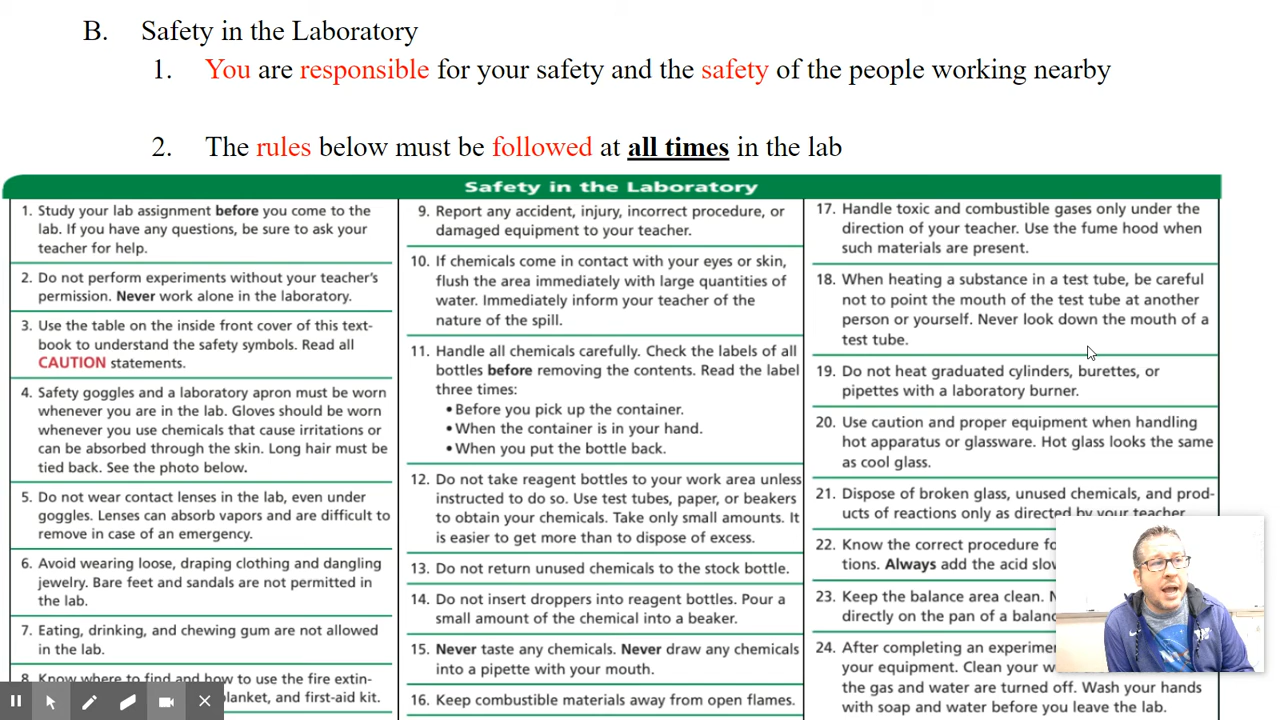 B. Safety in the Laboratory
1. You are responsible for your safety and the safety of the people working nearby
2. The rules below must be followed at all times in the lab
Safety in the Laboratory
1. Study your lab assignment before you come to the
lab. If you have any questions, be sure to ask your
teacher for help.
2. Do not perform experiments without your teacher's
permission. Never work alone in the laboratory.
3. Use the table on the inside front cover of this text-
book to understand the safety symbols. Read all
CAUTION statements.
4. Safety goggles and a laboratory apron must be worn
whenever you are in the lab. Gloves should be worn
whenever you use chemicals that cause irritations or
can be absorbed through the skin. Long hair must be
tied back. See the photo below.
5. Do not wear contact lenses in the lab, even under
goggles. Lenses can absorb vapors and are difficult to
remove in case of an emergency.
6. Avoid wearing loose, draping clothing and dangling
jewelry. Bare feet and sandals are not permitted in
the lab.
7. Eating, drinking, and chewing gum are not allowed
in the lab.
8. Know where to find and how to use the fire extin-
blanket, and first-aid kit.
9. Report any accident, injury, incorrect procedure, or
damaged equipment to your teacher.
10. If chemicals come in contact with your eyes or skin,
flush the area immediately with large quantities of
water. Immediately inform your teacher of the
nature of the spill.
11. Handle all chemicals carefully. Check the labels of all
bottles before removing the contents. Read the label
three times:
• Before you pick up the container.
• When the container is in your hand.
• When you put the bottle back.
12. Do not take reagent bottles to your work area unless
instructed to do so. Use test tubes, paper, or beakers
to obtain your chemicals. Take only small amounts. It
is easier to get more than to dispose of excess.
13. Do not return unused chemicals to the stock bottle.
14. Do not insert droppers into reagent bottles. Pour a
small amount of the chemical into a beaker.
15. Never taste any chemicals. Never draw any chemicals
into a pipette with your mouth.
16. Keep combustible materials away from open flames.
17. Handle toxic and combustible gases only under the
direction of your teacher. Use the fume hood when
such materials are present.
18. When heating a substance in a test tube, be careful
not to point the mouth of the test tube at another
person or yourself. Never look down the mouth of a
test tube.
19. Do not heat graduated cylinders, burettes, or
pipettes with a laboratory burner.
20. Use caution and proper equipment when handling
hot apparatus or glassware. Hot glass looks the same
as cool glass.
21. Dispose of broken glass, unused chemicals, and prod-
ucts of reactions only as directed by your teacher
22. Know the correct procedure
tions. Always add the acid
23. Keep the balance area clean.
directly on the pan of a
24. After completing an
your equipment. Clean your
the gas and water are turned off. Wash your hands
with soap and water before you leave the lab.